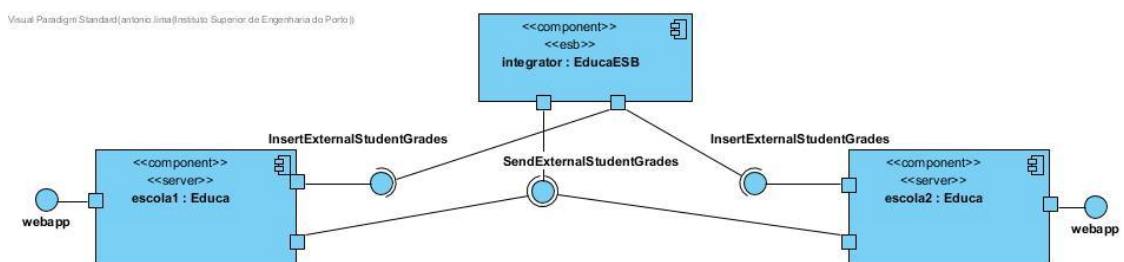 Visual Paradigm Standard(antonio.lima(Instituto Superior de Engenharia do Porto))
<<component>>
<<esb>>
integrator : EducaESB
InsertExternalStudentGrades
InsertExternalStudentGrades
<<component>>
<<server>>
escola1 : Educa
SendExternalStudentGrades
<<component>>
<<server>>
escola2 : Educa
webapp
webapp